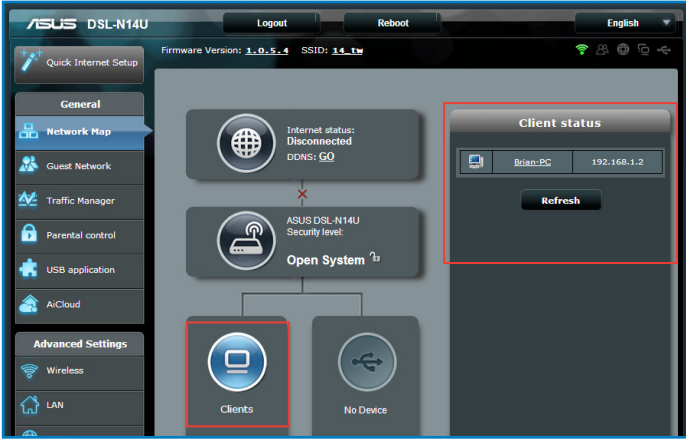 ASUS DSL-N14U
Logout
Reboot
English
Quick Internet Setup
Firmware Version: 1.0.5.4 SSID: 14_tw
General
Network Map
Guest Network
Traffic Manager
Parental control
USB application
AiCloud
Advanced Settings
Wireless
LAN
Internet status:
Disconnected
DDNS: GO
ASUS DSL-N14U
Security level:
Open System
Clients
No Device
Client status
Brian-PC 192.168.1.2
Refresh